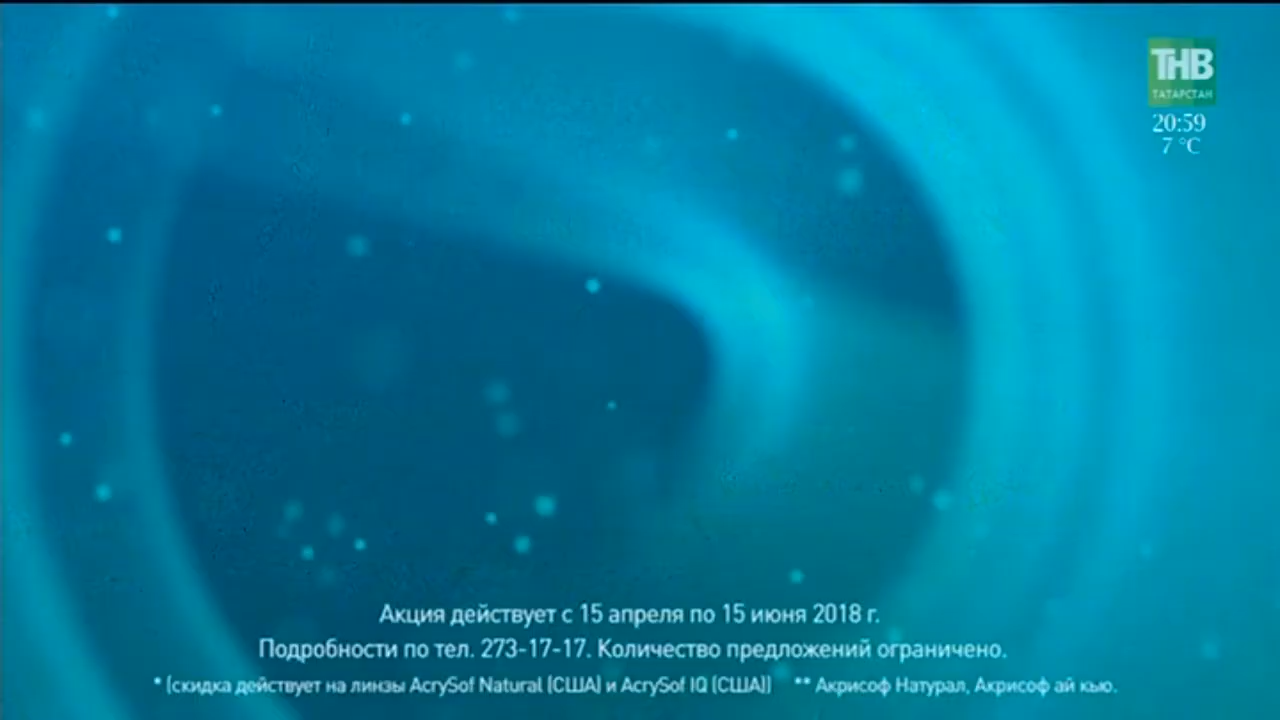 ТНВ
ТАТАРСТАН
20:59
7 °C
Акция действует с 15 апреля по 15 июня 2018 г.
Подробности по тел. 273-17-17. Количество предложений ограничено.
* (скидка действует на линзы AcrySof Natural (США) и AcrySof IQ (США)) ** Акрисоф Натурал, Акрисоф ай кью.